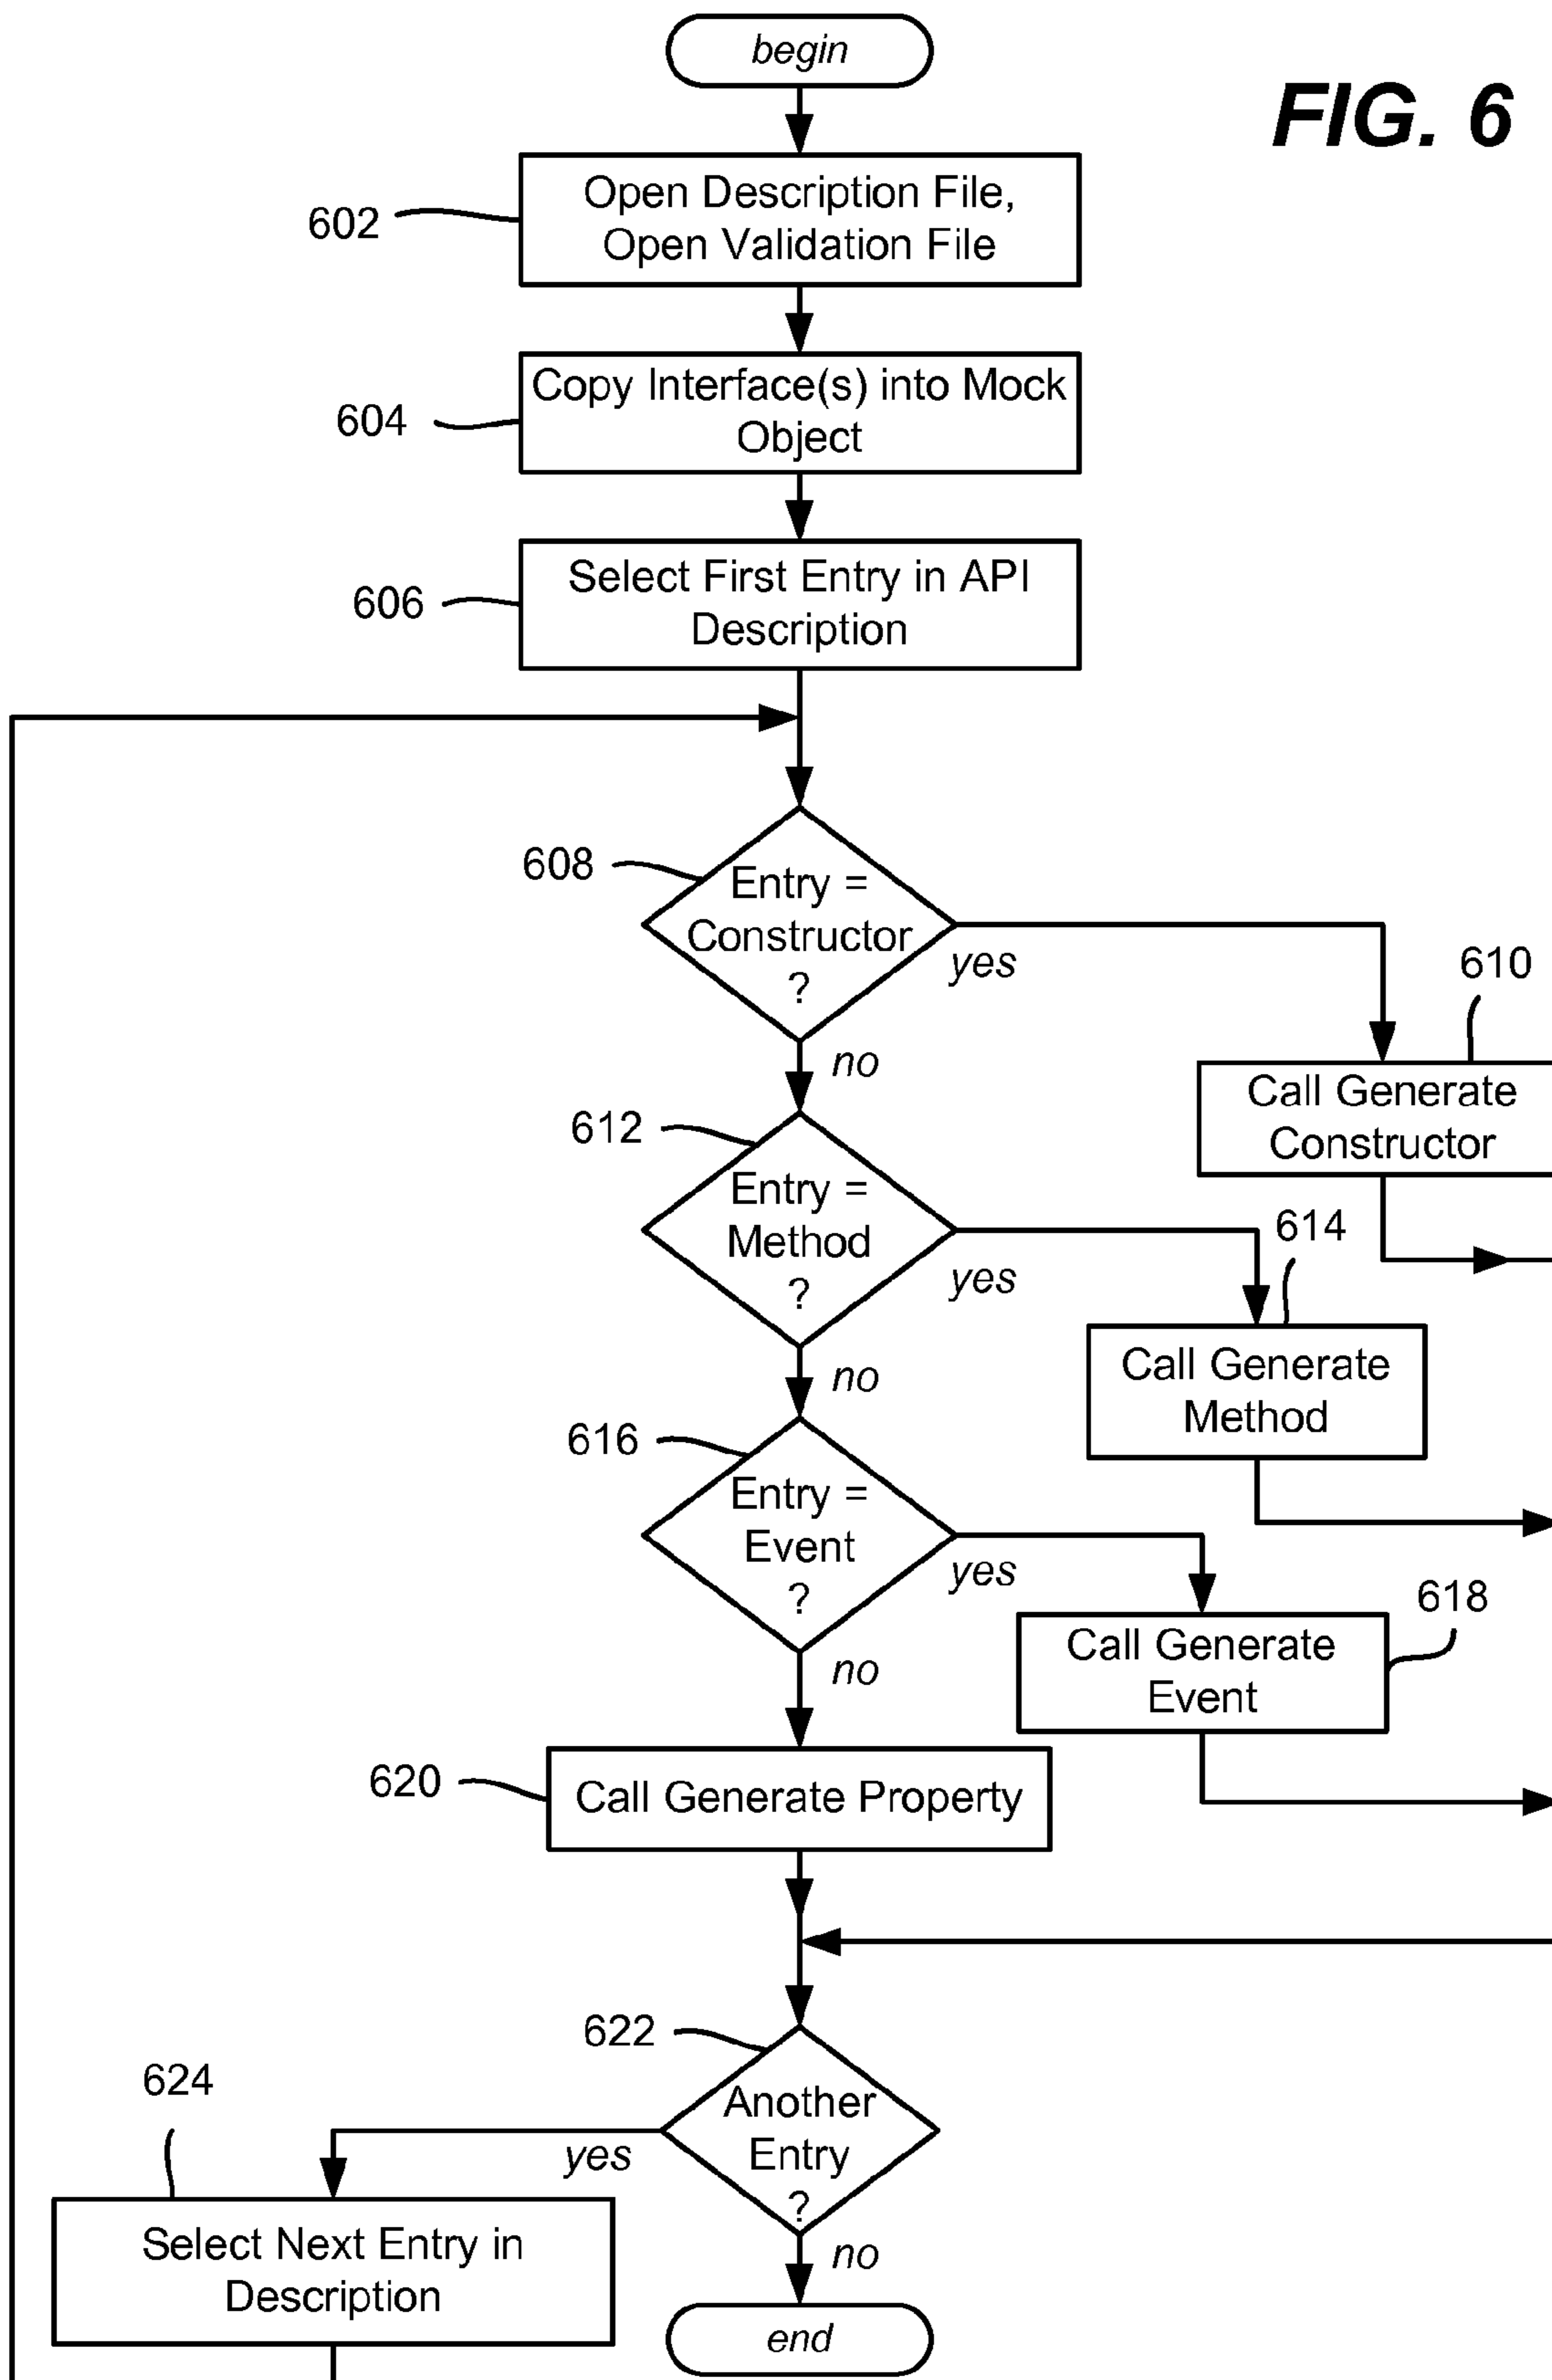 begin
FIG. 6
602
Open Description File,
Open Validation File
604
Copy Interface(s) into Mock
Object
606
Select First Entry in API
Description
608
Entry =
Constructor
?
yes
no
610
Call Generate
Constructor
612
Entry =
Method
?
yes
no
614
Call Generate
Method
616
Entry =
Event
?
yes
no
618
Call Generate
Event
620
Call Generate Property
622
Another
Entry
?
yes
no
624
Select Next Entry in
Description
end